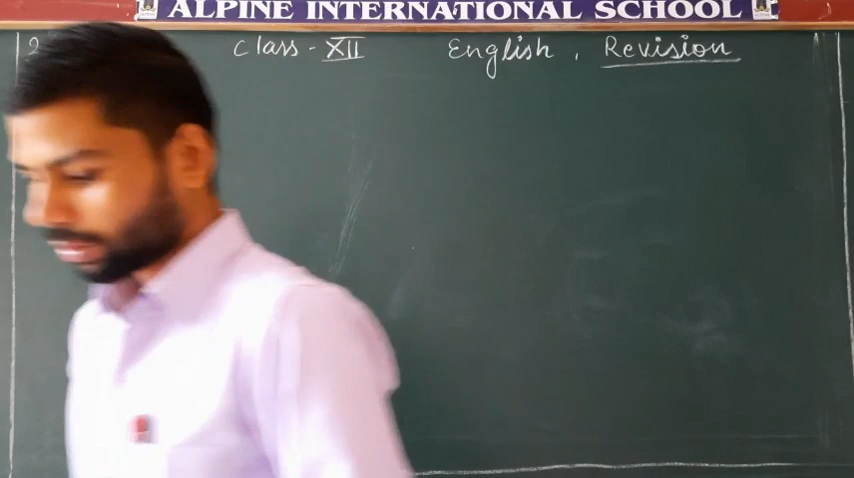 ALPINE INTERNATIONAL SCHOOL
Class - XII English, Revision